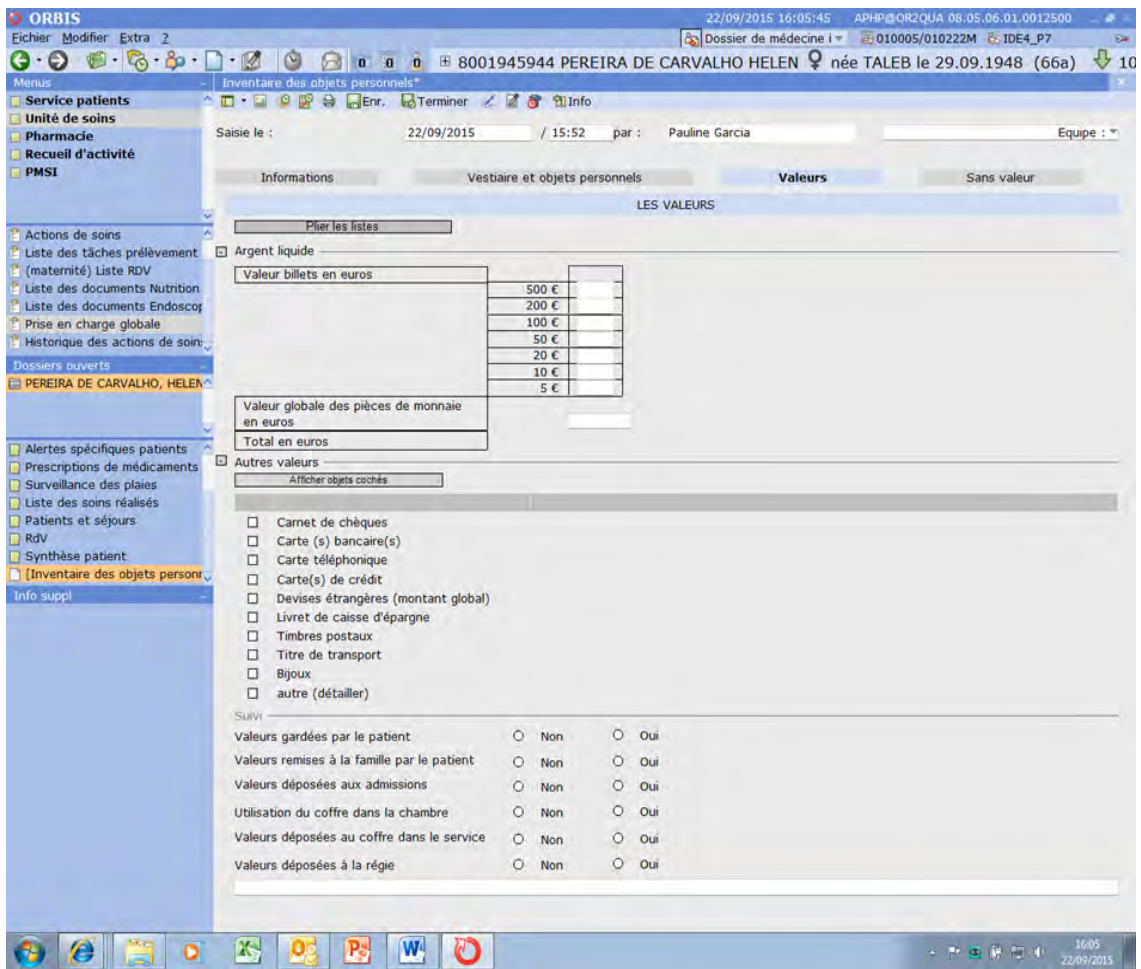 ORBIS 22/09/2015 16:05:45 APHP@OR2QUA 08.05.06.01.0012500
Eichier Modifier Extra ? Dossier de médecine i 010005/010222M IDE4_P7
8001945944 PEREIRA DE CARVALHO HELEN ♀ née TALEB le 29.09.1948 (66a) 10
Menus
Service patients
Unité de soins
Pharmacie
Recueil d'activité
PMSI
Actions de soins
Liste des tâches prélèvement
(maternité) Liste RDV
Liste des documents Nutrition
Liste des documents Endoscop
Prise en charge globale
Historique des actions de soin
Dossiers ouverts
PEREIRA DE CARVALHO, HELEN
Alertes spécifiques patients
Prescriptions de médicaments
Surveillance des plaies
Liste des soins réalisés
Patients et séjours
RdV
Synthèse patient
[Inventaire des objets personr
Info suppl
Inventaire des objets personnels*
Enr. Terminer Info
Saisie le : 22/09/2015 / 15:52 par : Pauline Garcia Equipe :
Informations Vestiaire et objets personnels Valeurs Sans valeur
LES VALEURS
Plier les listes
Argent liquide
Valeur billets en euros
500 €
200 €
100 €
50 €
20 €
10 €
5 €
Valeur globale des pièces de monnaie
en euros
Total en euros
Autres valeurs
Afficher objets cochés
Carnet de chèques
Carte (s) bancaire(s)
Carte téléphonique
Carte(s) de crédit
Devises étrangères (montant global)
Livret de caisse d'épargne
Timbres postaux
Titre de transport
Bijoux
autre (détailler)
Suivi
Valeurs gardées par le patient Non Oui
Valeurs remises à la famille par le patient Non Oui
Valeurs déposées aux admissions Non Oui
Utilisation du coffre dans la chambre Non Oui
Valeurs déposées au coffre dans le service Non Oui
Valeurs déposées à la régie Non Oui
16:05
22/09/2015